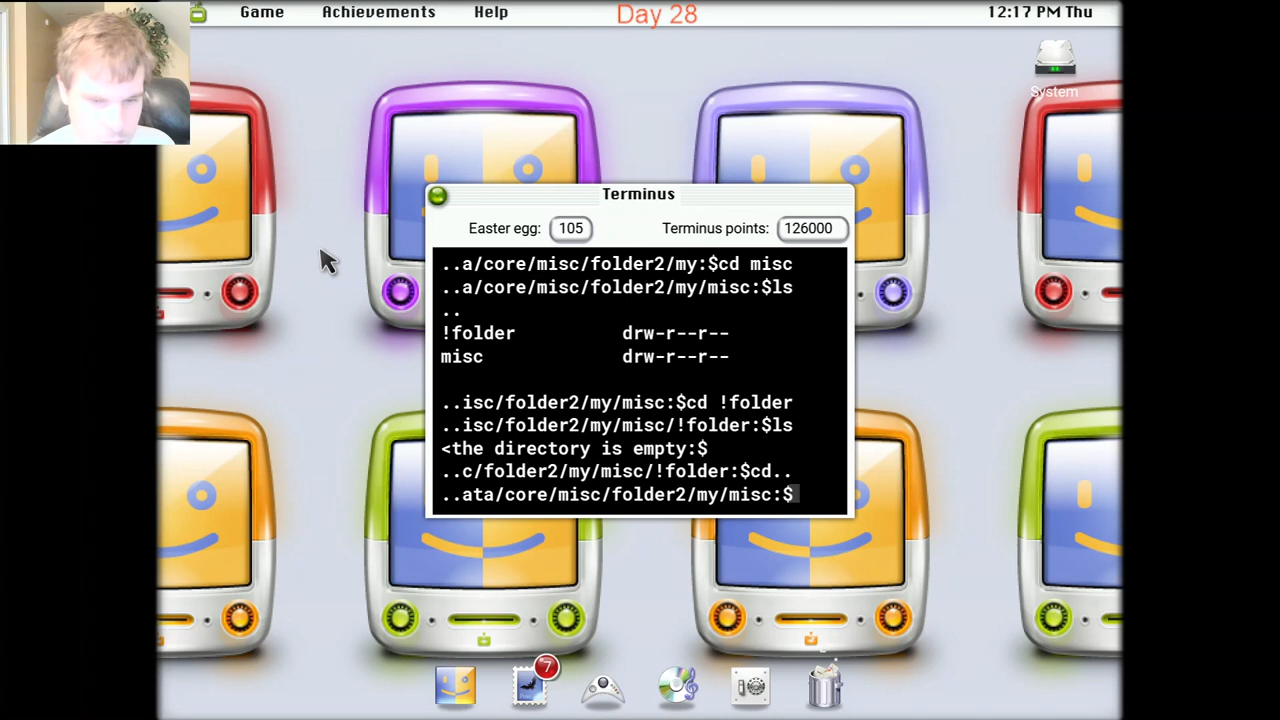 Game Achievements Help Day 28 12:17 PM Thu
System
Terminus
Easter egg: 105 Terminus points: 126000
..a/core/misc/folder2/my:$cd misc
..a/core/misc/folder2/my/misc:$ls
..
!folder drw-r--r--
misc drw-r--r--
..isc/folder2/my/misc:$cd !folder
..isc/folder2/my/misc/!folder:$ls
<the directory is empty:$
..c/folder2/my/misc/!folder:$cd..
..ata/core/misc/folder2/my/misc:$
7